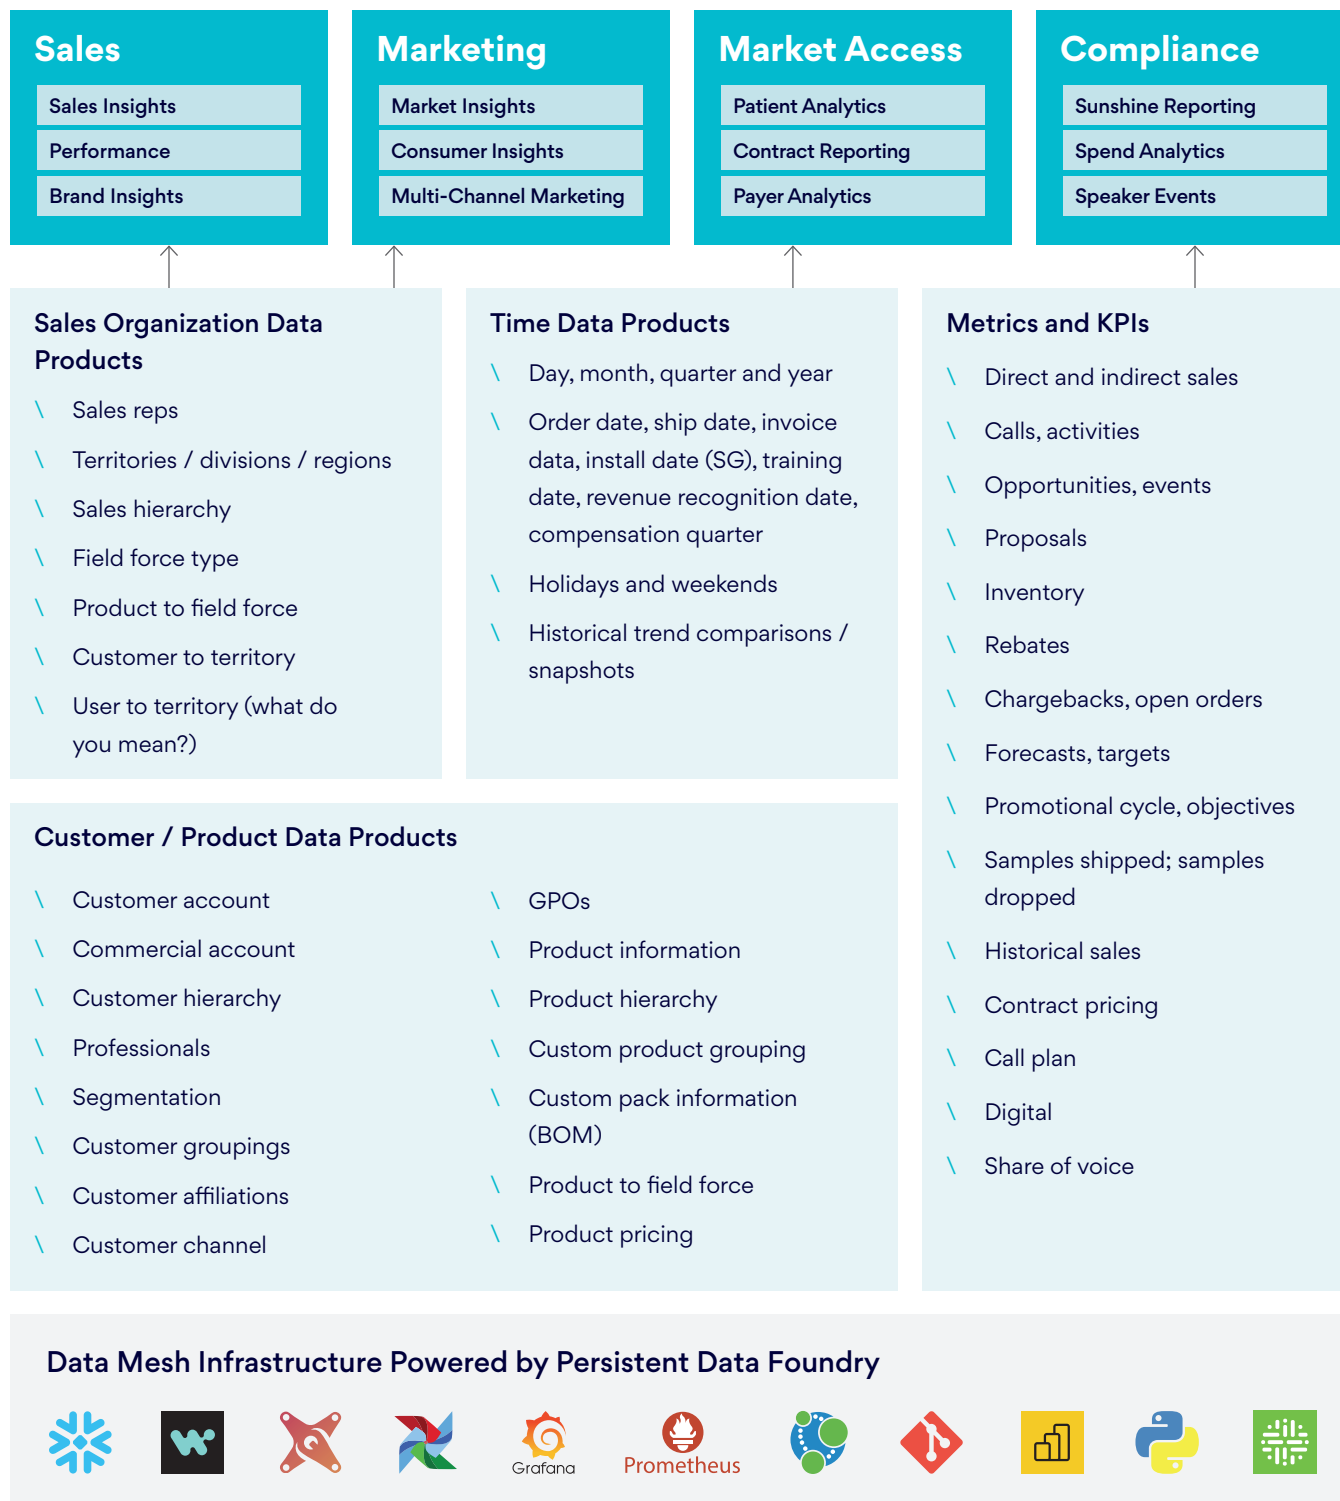 Sales
Sales Insights
Performance
Brand Insights
Marketing
Market Insights
Consumer Insights
Multi-Channel Marketing
Market Access
Patient Analytics
Contract Reporting
Payer Analytics
Compliance
Sunshine Reporting
Spend Analytics
Speaker Events
Sales Organization Data
Products
\ Sales reps
\ Territories / divisions / regions
\ Sales hierarchy
\ Field force type
\ Product to field force
\ Customer to territory
\ User to territory (what do
you mean?)
Time Data Products
\ Day, month, quarter and year
\ Order date, ship date, invoice
data, install date (SG), training
date, revenue recognition date,
compensation quarter
\ Holidays and weekends
\ Historical trend comparisons /
snapshots
Metrics and KPIs
\ Direct and indirect sales
\ Calls, activities
\ Opportunities, events
\ Proposals
\ Inventory
\ Rebates
\ Chargebacks, open orders
\ Forecasts, targets
\ Promotional cycle, objectives
\ Samples shipped; samples
dropped
\ Historical sales
\ Contract pricing
\ Call plan
\ Digital
\ Share of voice
Customer / Product Data Products
\ Customer account
\ Commercial account
\ Customer hierarchy
\ Professionals
\ Segmentation
\ Customer groupings
\ Customer affiliations
\ Customer channel
\ GPOs
\ Product information
\ Product hierarchy
\ Custom product grouping
\ Custom pack information
(BOM)
\ Product to field force
\ Product pricing
Data Mesh Infrastructure Powered by Persistent Data Foundry
Grafana
Prometheus